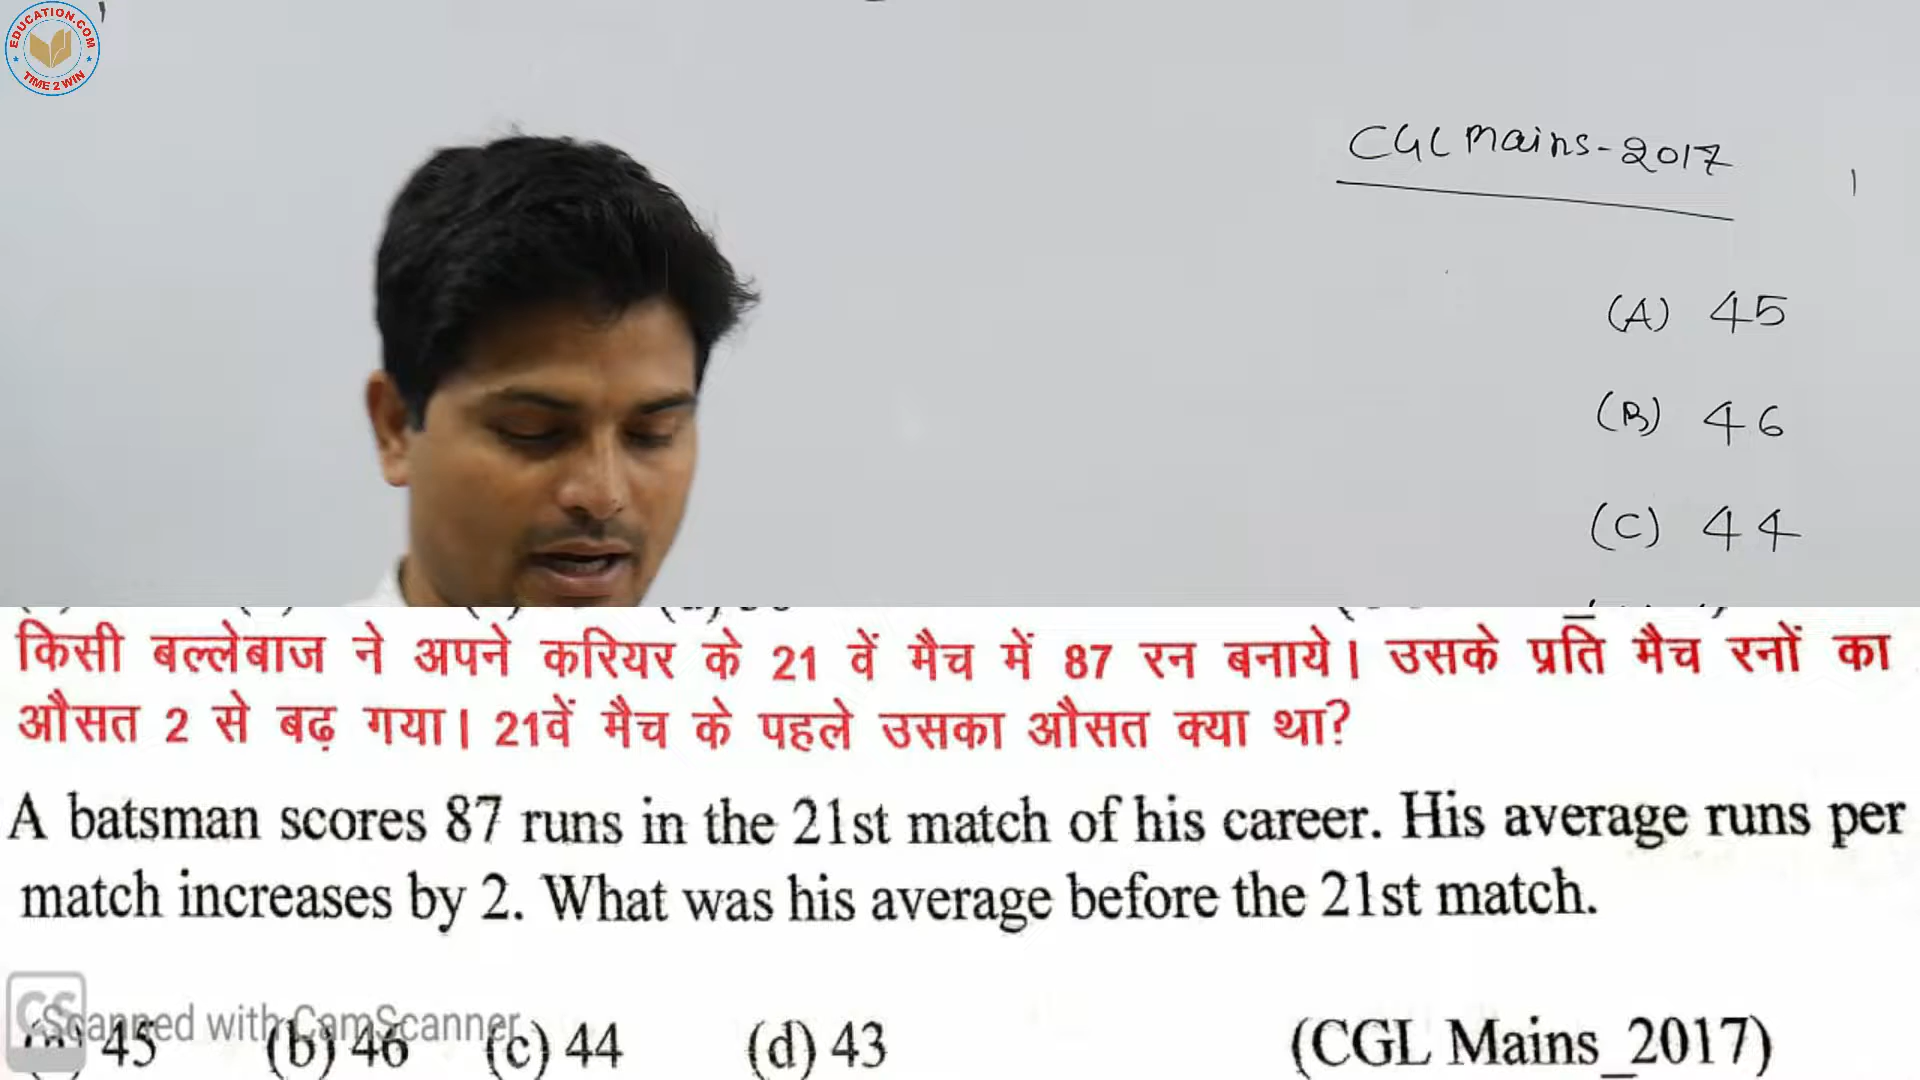 EDUCATION.COM
TIME 2 WIN
CGL Mains-2017
(A) 45
(B) 46
(C) 44
किसी बल्लेबाज ने अपने करियर के 21 वें मैच में 87 रन बनाये। उसके प्रति मैच रनों का
औसत 2 से बढ़ गया। 21वें मैच के पहले उसका औसत क्या था?
A batsman scores 87 runs in the 21st match of his career. His average runs per
match increases by 2. What was his average before the 21st match.
CS
Scanned with CamScanner
(a) 45 (b) 46 (c) 44 (d) 43 (CGL Mains_2017)